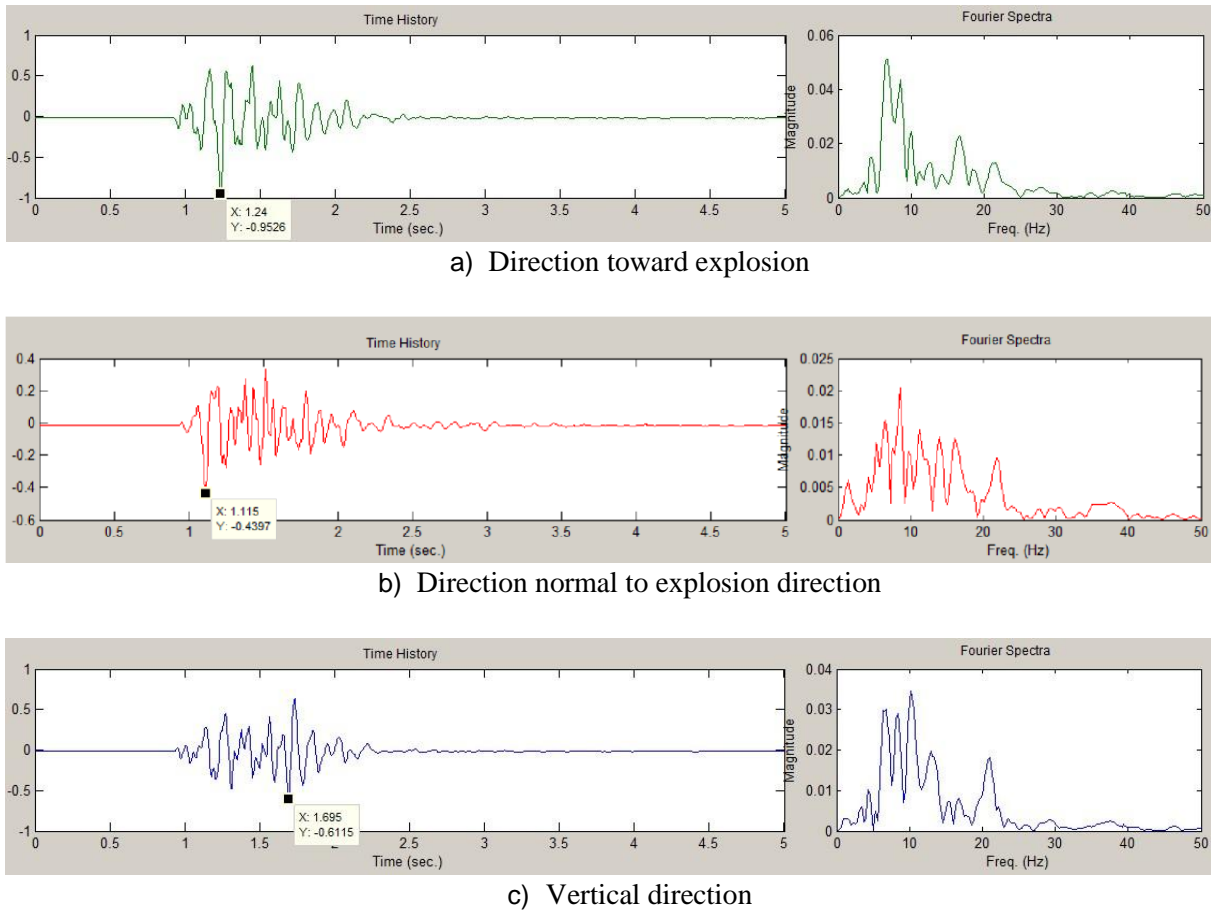 Time History
1
0.5
0
-0.5
-1
0 0.5 1 1.5 2 2.5 3 3.5 4 4.5 5
Time (sec.)
X: 1.24
Y: -0.9526
Fourier Spectra
Magnitude
0.06
0.04
0.02
0
0 10 20 30 40 50
Freq. (Hz)
a) Direction toward explosion
Time History
0.4
0.2
0
-0.2
-0.4
-0.6
0 0.5 1 1.5 2 2.5 3 3.5 4 4.5 5
Time (sec.)
X: 1.115
Y: -0.4397
Fourier Spectra
Magnitude
0.025
0.02
0.015
0.01
0.005
0
0 10 20 30 40 50
Freq. (Hz)
b) Direction normal to explosion direction
Time History
1
0.5
0
-0.5
-1
0 0.5 1 1.5 2 2.5 3 3.5 4 4.5 5
Time (sec.)
X: 1.695
Y: -0.6115
Fourier Spectra
Magnitude
0.04
0.03
0.02
0.01
0
0 10 20 30 40 50
Freq. (Hz)
c) Vertical direction